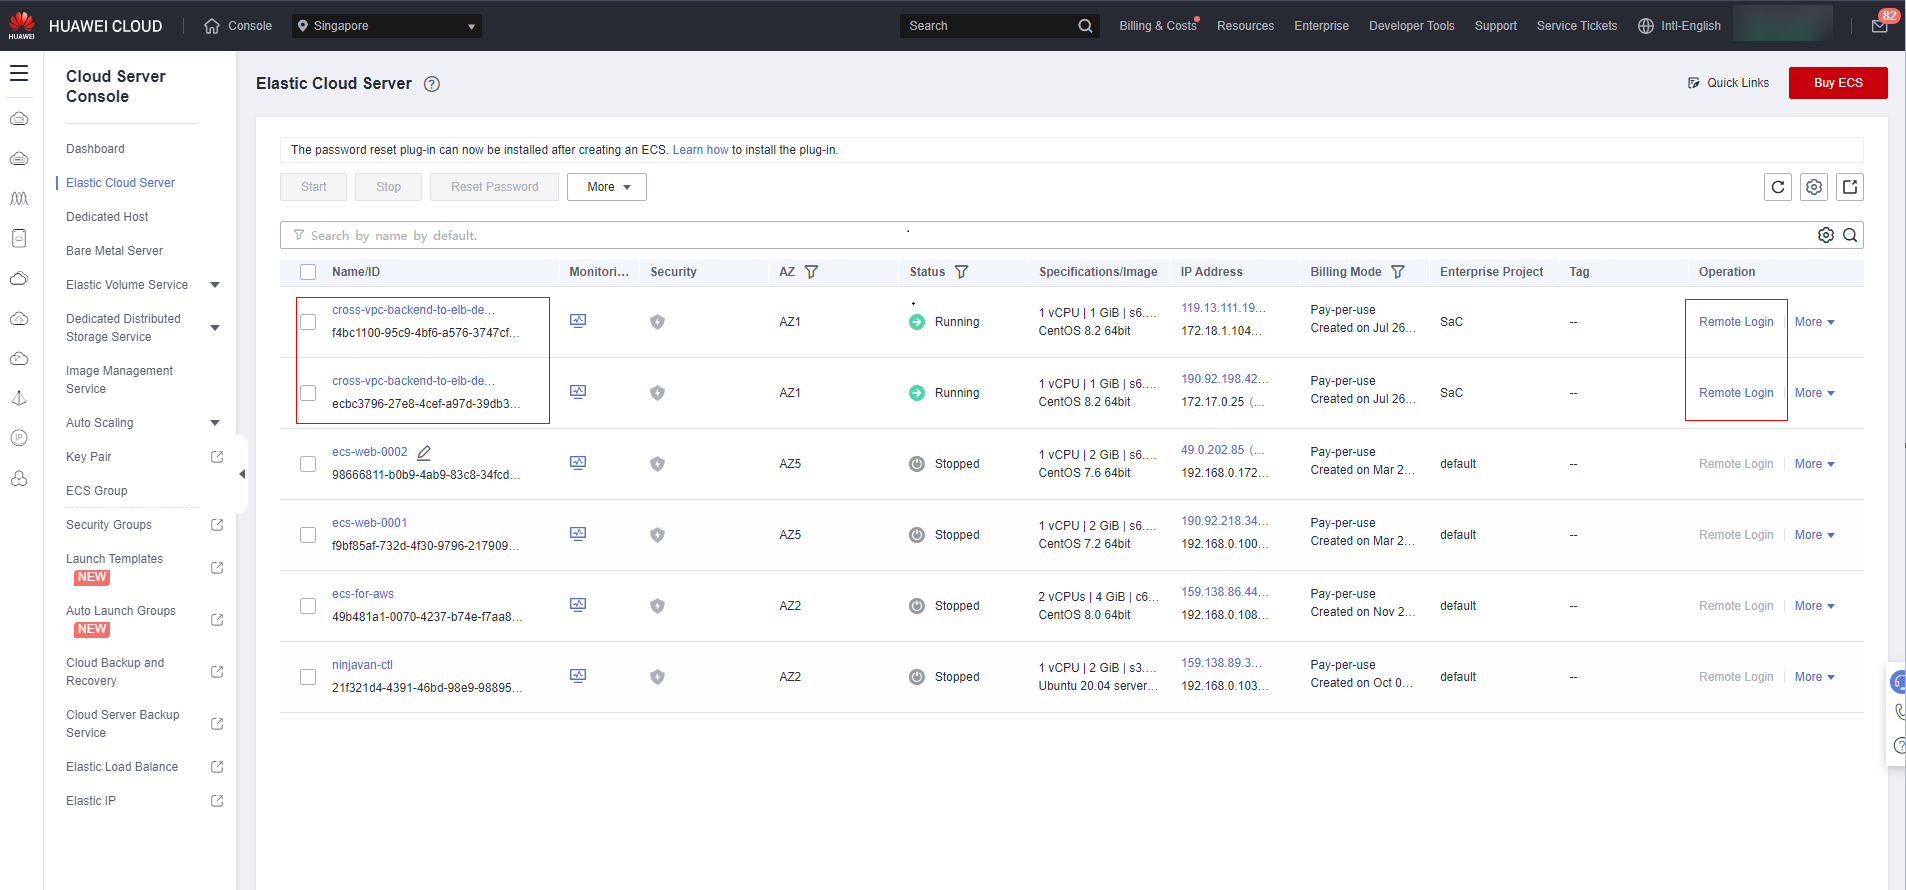 HUAWEI
HUAWEI CLOUD
Console
Singapore
Search
Billing & Costs
Resources
Enterprise
Developer Tools
Support
Service Tickets
Intl-English
82
Cloud Server
Console
Dashboard
Elastic Cloud Server
Dedicated Host
Bare Metal Server
Elastic Volume Service
Dedicated Distributed
Storage Service
Image Management
Service
Auto Scaling
Key Pair
ECS Group
Security Groups
Launch Templates
NEW
Auto Launch Groups
NEW
Cloud Backup and
Recovery
Cloud Server Backup
Service
Elastic Load Balance
Elastic IP
IP
Elastic Cloud Server
Quick Links
Buy ECS
The password reset plug-in can now be installed after creating an ECS. Learn how to install the plug-in.
Start
Stop
Reset Password
More
Search by name by default.
Name/ID
Monitori...
Security
AZ
Status
Specifications/Image
IP Address
Billing Mode
Enterprise Project
Tag
Operation
cross-vpc-backend-to-elb-de...
f4bc1100-95c9-4bf6-a576-3747cf...
AZ1
Running
1 vCPU | 1 GiB | s6....
CentOS 8.2 64bit
119.13.111.19...
172.18.1.104...
Pay-per-use
Created on Jul 26...
SaC
--
Remote Login
More
cross-vpc-backend-to-elb-de...
ecbc3796-27e8-4cef-a97d-39db3...
AZ1
Running
1 vCPU | 1 GiB | s6....
CentOS 8.2 64bit
190.92.198.42...
172.17.0.25 (...
Pay-per-use
Created on Jul 26...
SaC
--
Remote Login
More
ecs-web-0002
98666811-b0b9-4ab9-83c8-34fcd...
AZ5
Stopped
1 vCPU | 2 GiB | s6....
CentOS 7.6 64bit
49.0.202.85 (...
192.168.0.172...
Pay-per-use
Created on Mar 2...
default
--
Remote Login
More
ecs-web-0001
f9bf85af-732d-4f30-9796-217909...
AZ5
Stopped
1 vCPU | 2 GiB | s6....
CentOS 7.2 64bit
190.92.218.34...
192.168.0.100...
Pay-per-use
Created on Mar 2...
default
--
Remote Login
More
ecs-for-aws
49b481a1-0070-4237-b74e-f7aa8...
AZ2
Stopped
2 vCPUs | 4 GiB | c6...
CentOS 8.0 64bit
159.138.86.44...
192.168.0.108...
Pay-per-use
Created on Nov 2...
default
--
Remote Login
More
ninjavan-ctl
21f321d4-4391-46bd-98e9-98895...
AZ2
Stopped
1 vCPU | 2 GiB | s3....
Ubuntu 20.04 server...
159.138.89.3...
192.168.0.103...
Pay-per-use
Created on Oct 0...
default
--
Remote Login
More